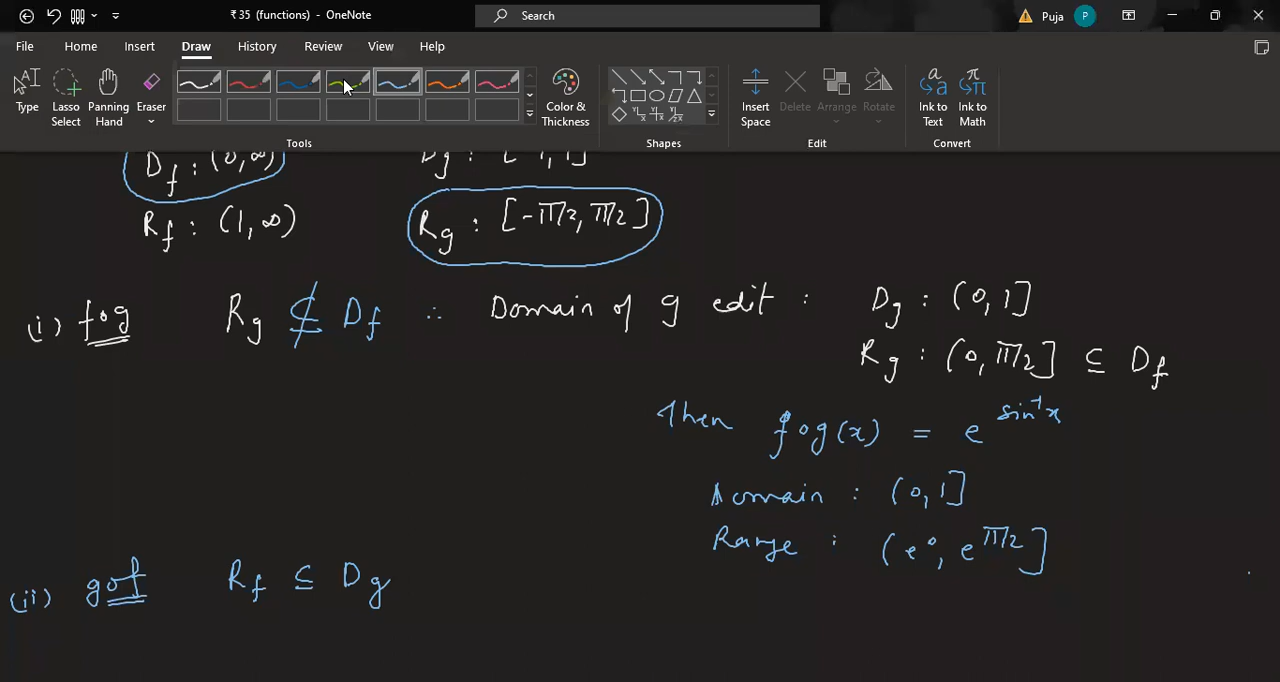 ₹35 (functions) - OneNote
Search
Puja P
File Home Insert Draw History Review View Help
Type Lasso Select Panning Hand Eraser Color & Thickness Insert Space Delete Arrange Rotate Ink to Text Ink to Math
Tools Shapes Edit Convert
Df : (0, ∞) Dg : [-1, 1]
Rf : (1, ∞) Rg : [-π/2, π/2]
(i) fog Rg ⊈ Df ∴ Domain of g edit : Dg : (0, 1]
Rg : (0, π/2] ⊆ Df
then fog(x) = e^sin⁻¹x
Domain : (0, 1]
Range : (e⁰, e^π/2]
(ii) gof Rf ⊆ Dg